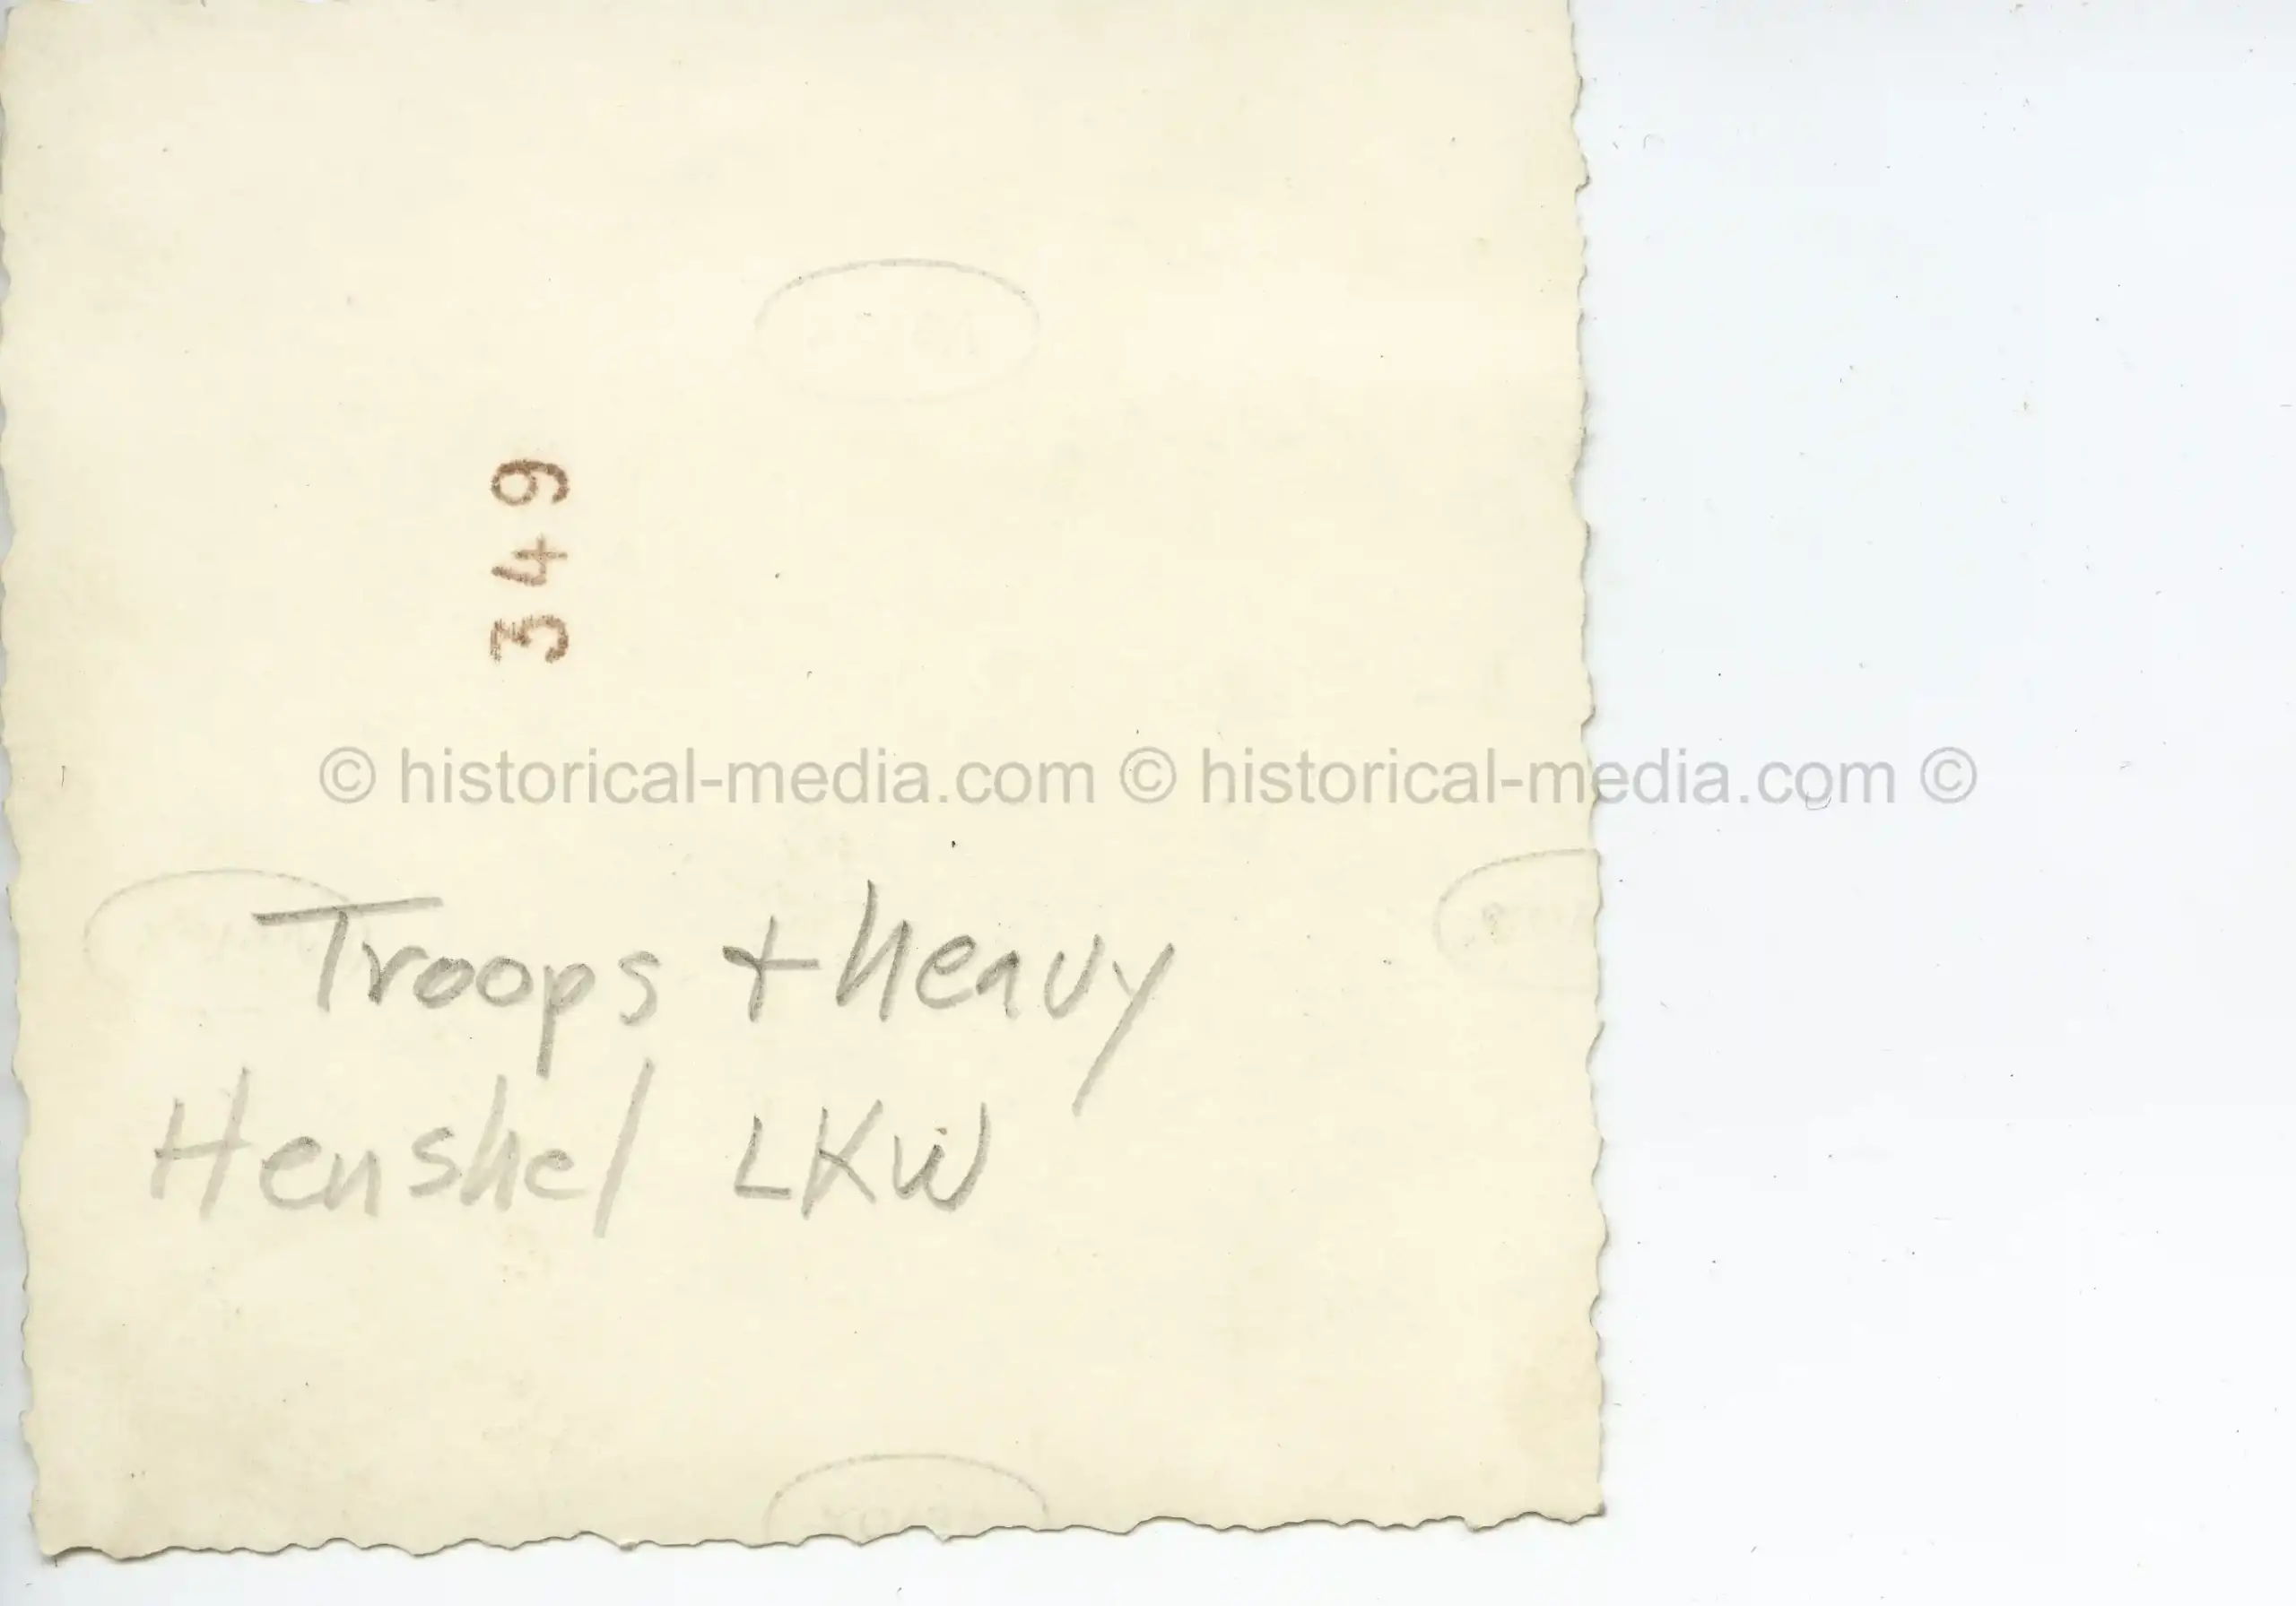 349
© historical-media.com © historical-media.com ©
Troops + heavy
Henshel LKW